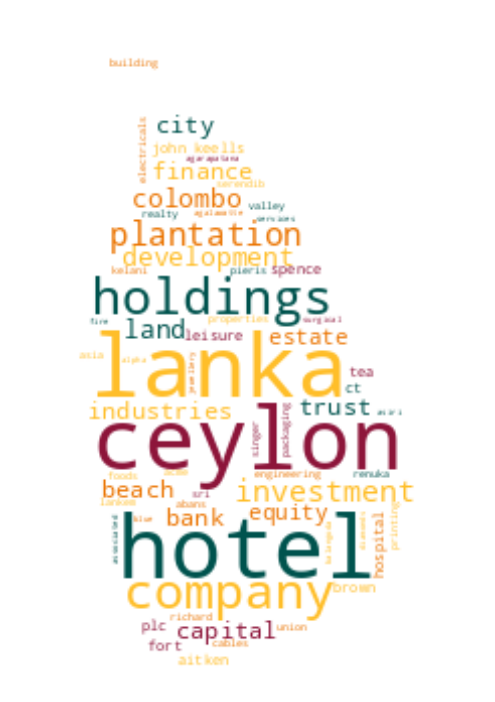 building
electricals
city
john keells
agarapatana
finance
serendib
colombo
valley
realty
agalawatte
services
plantation
development
kelani
pieris
spence
holdings
fire
properties
surgical
land
leisure
estate
lanka
asia
alpha
jewellery
tea
ct
industries
trust
asiri
ceylon
singer
packaging
foods
acme
engineering
renuka
beach
sri
investment
lankem
abans
equity
bank
blue
associated
hotel
hospital
printing
company
brown
richard
plc
capital
union
fort
cables
aitken